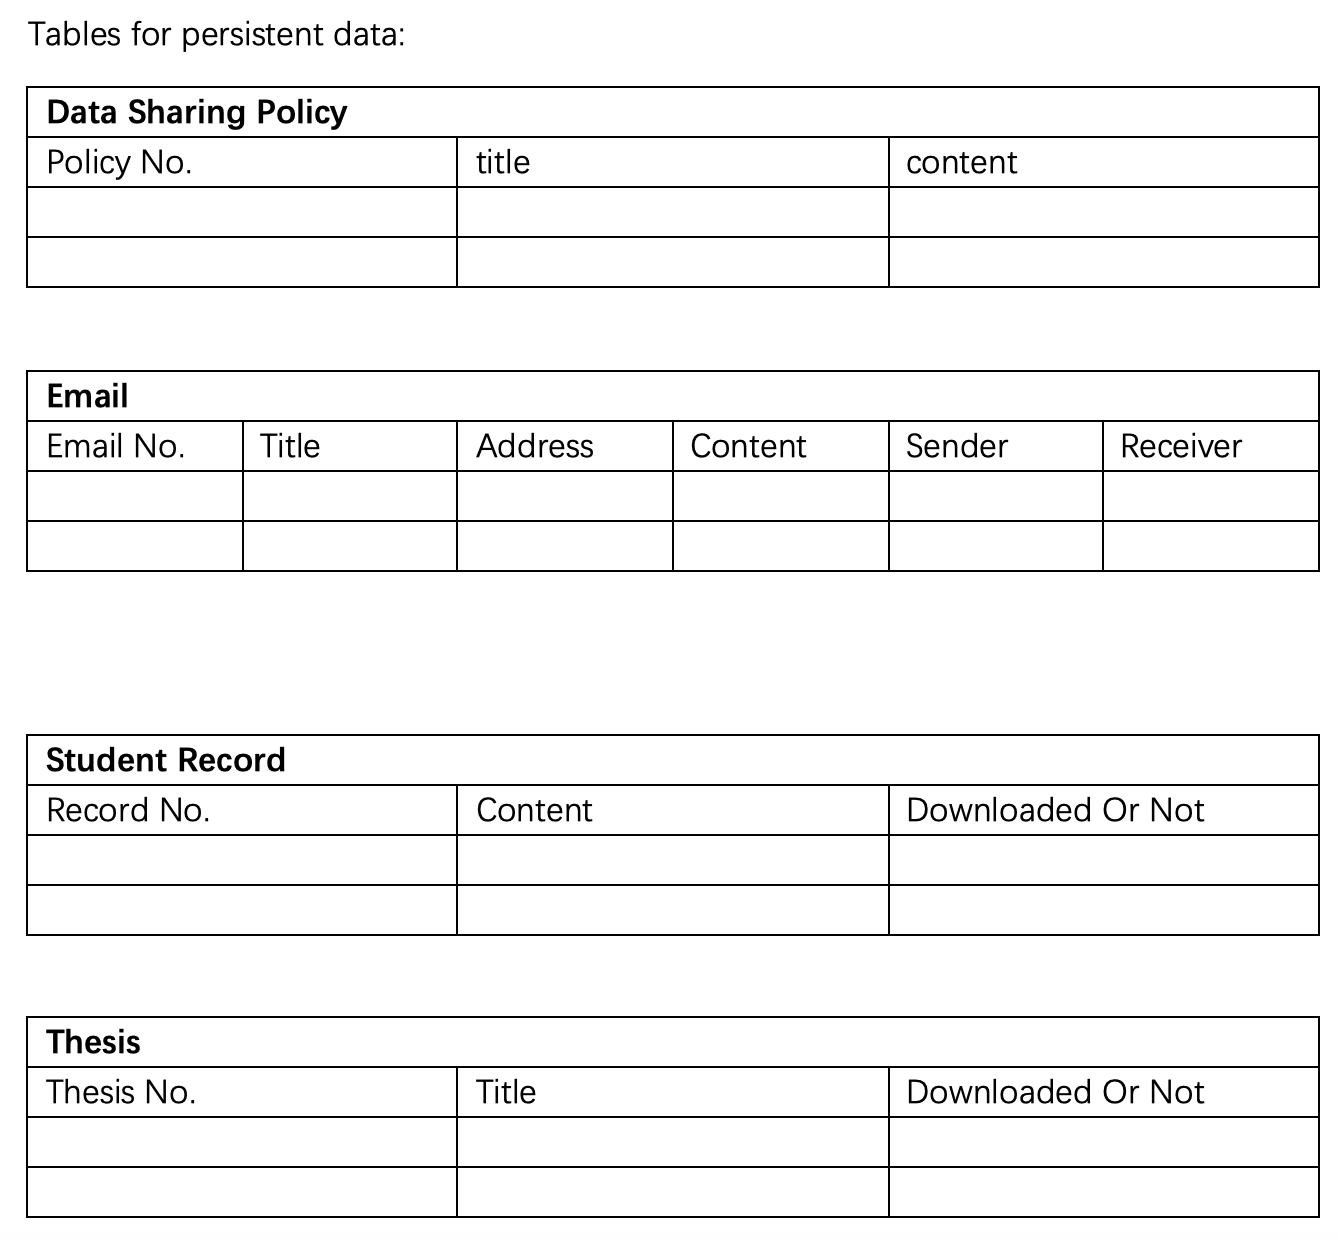 Tables for persistent data:
Data Sharing Policy
Policy No. title content
Email
Email No. Title Address Content Sender Receiver
Student Record
Record No. Content Downloaded Or Not
Thesis
Thesis No. Title Downloaded Or Not